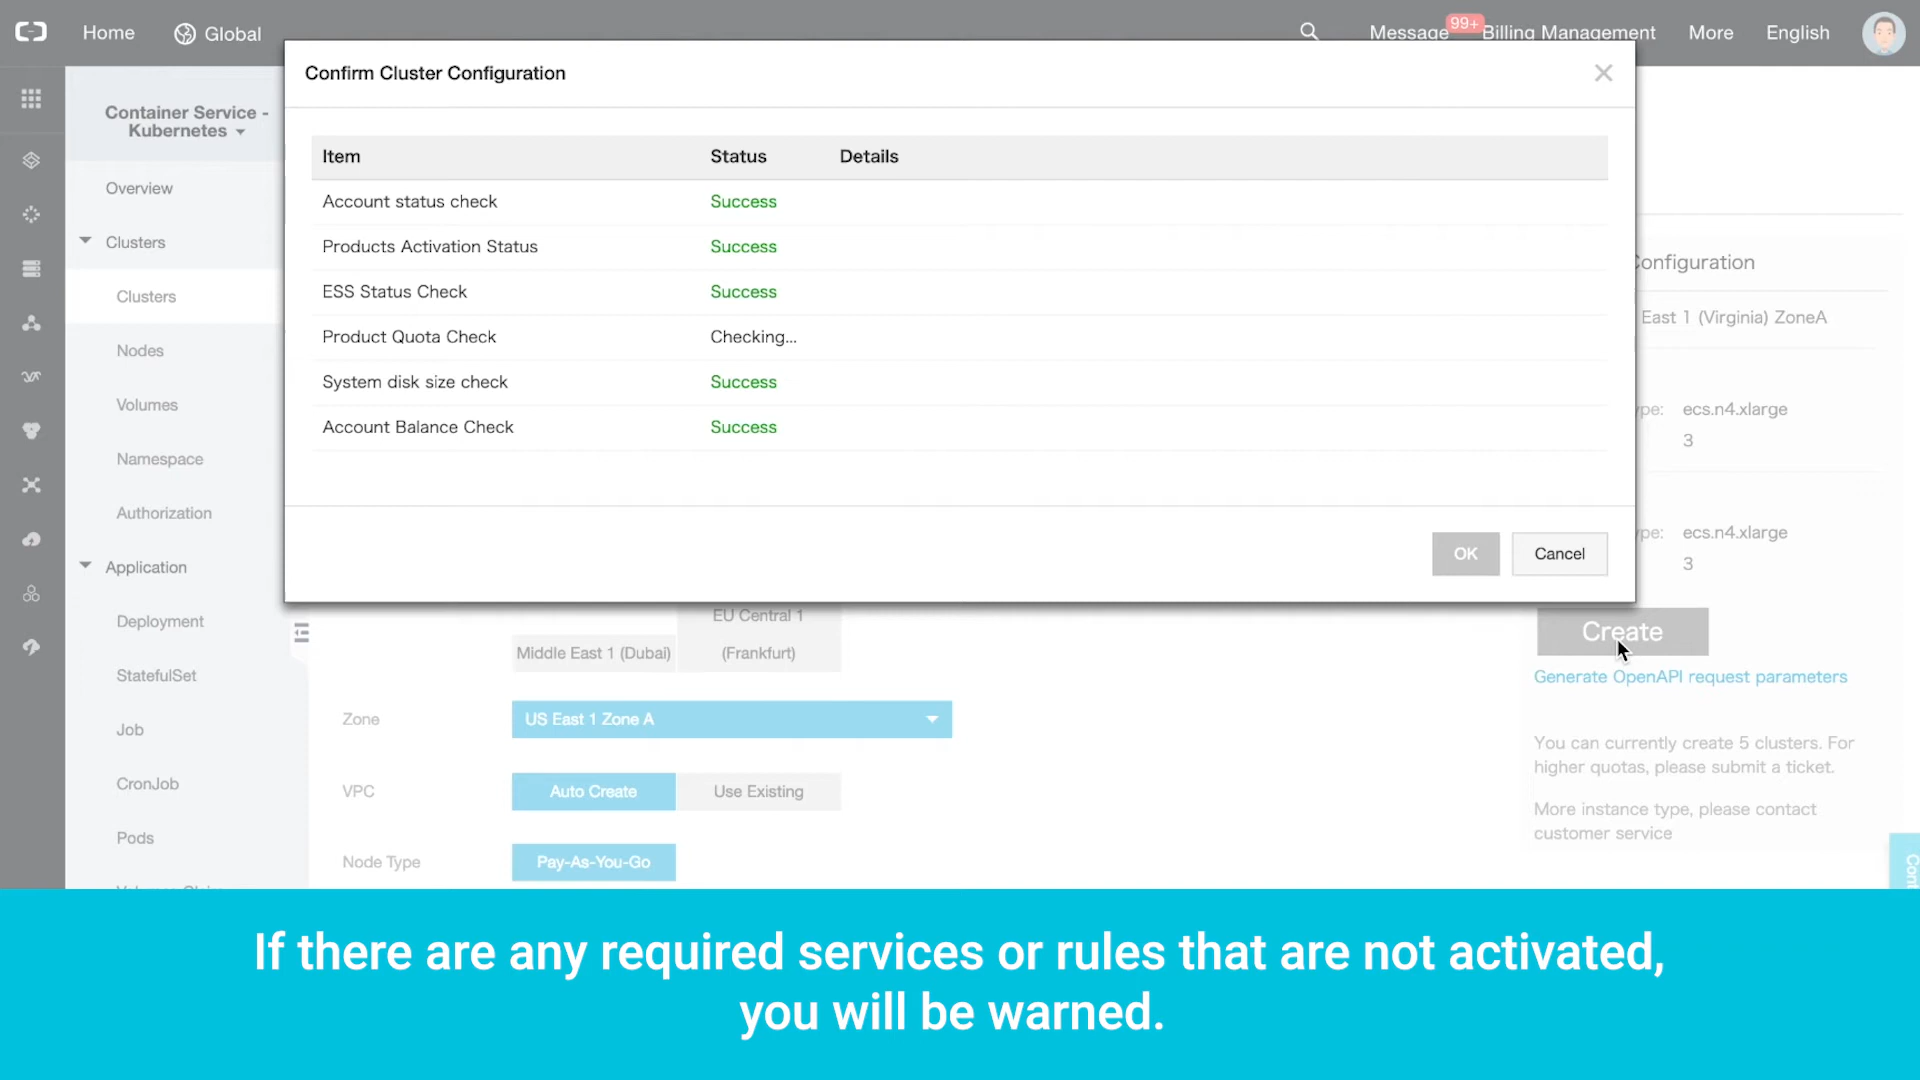 Home
Global
Message
99+
Billing Management
More
English
Confirm Cluster Configuration
Item
Status
Details
Account status check
Success
Products Activation Status
Success
ESS Status Check
Success
Product Quota Check
Checking...
System disk size check
Success
Account Balance Check
Success
OK
Cancel
Container Service -
Kubernetes
Overview
Clusters
Clusters
Nodes
Volumes
Namespace
Authorization
Application
Deployment
StatefulSet
Job
CronJob
Pods
EU Central 1
Middle East 1 (Dubai)
(Frankfurt)
Zone
US East 1 Zone A
VPC
Auto Create
Use Existing
Node Type
Pay-As-You-Go
Configuration
East 1 (Virginia) ZoneA
ype:
ecs.n4.xlarge
3
ype:
ecs.n4.xlarge
3
Create
Generate OpenAPI request parameters
You can currently create 5 clusters. For
higher quotas, please submit a ticket.
More instance type, please contact
customer service
If there are any required services or rules that are not activated,
you will be warned.